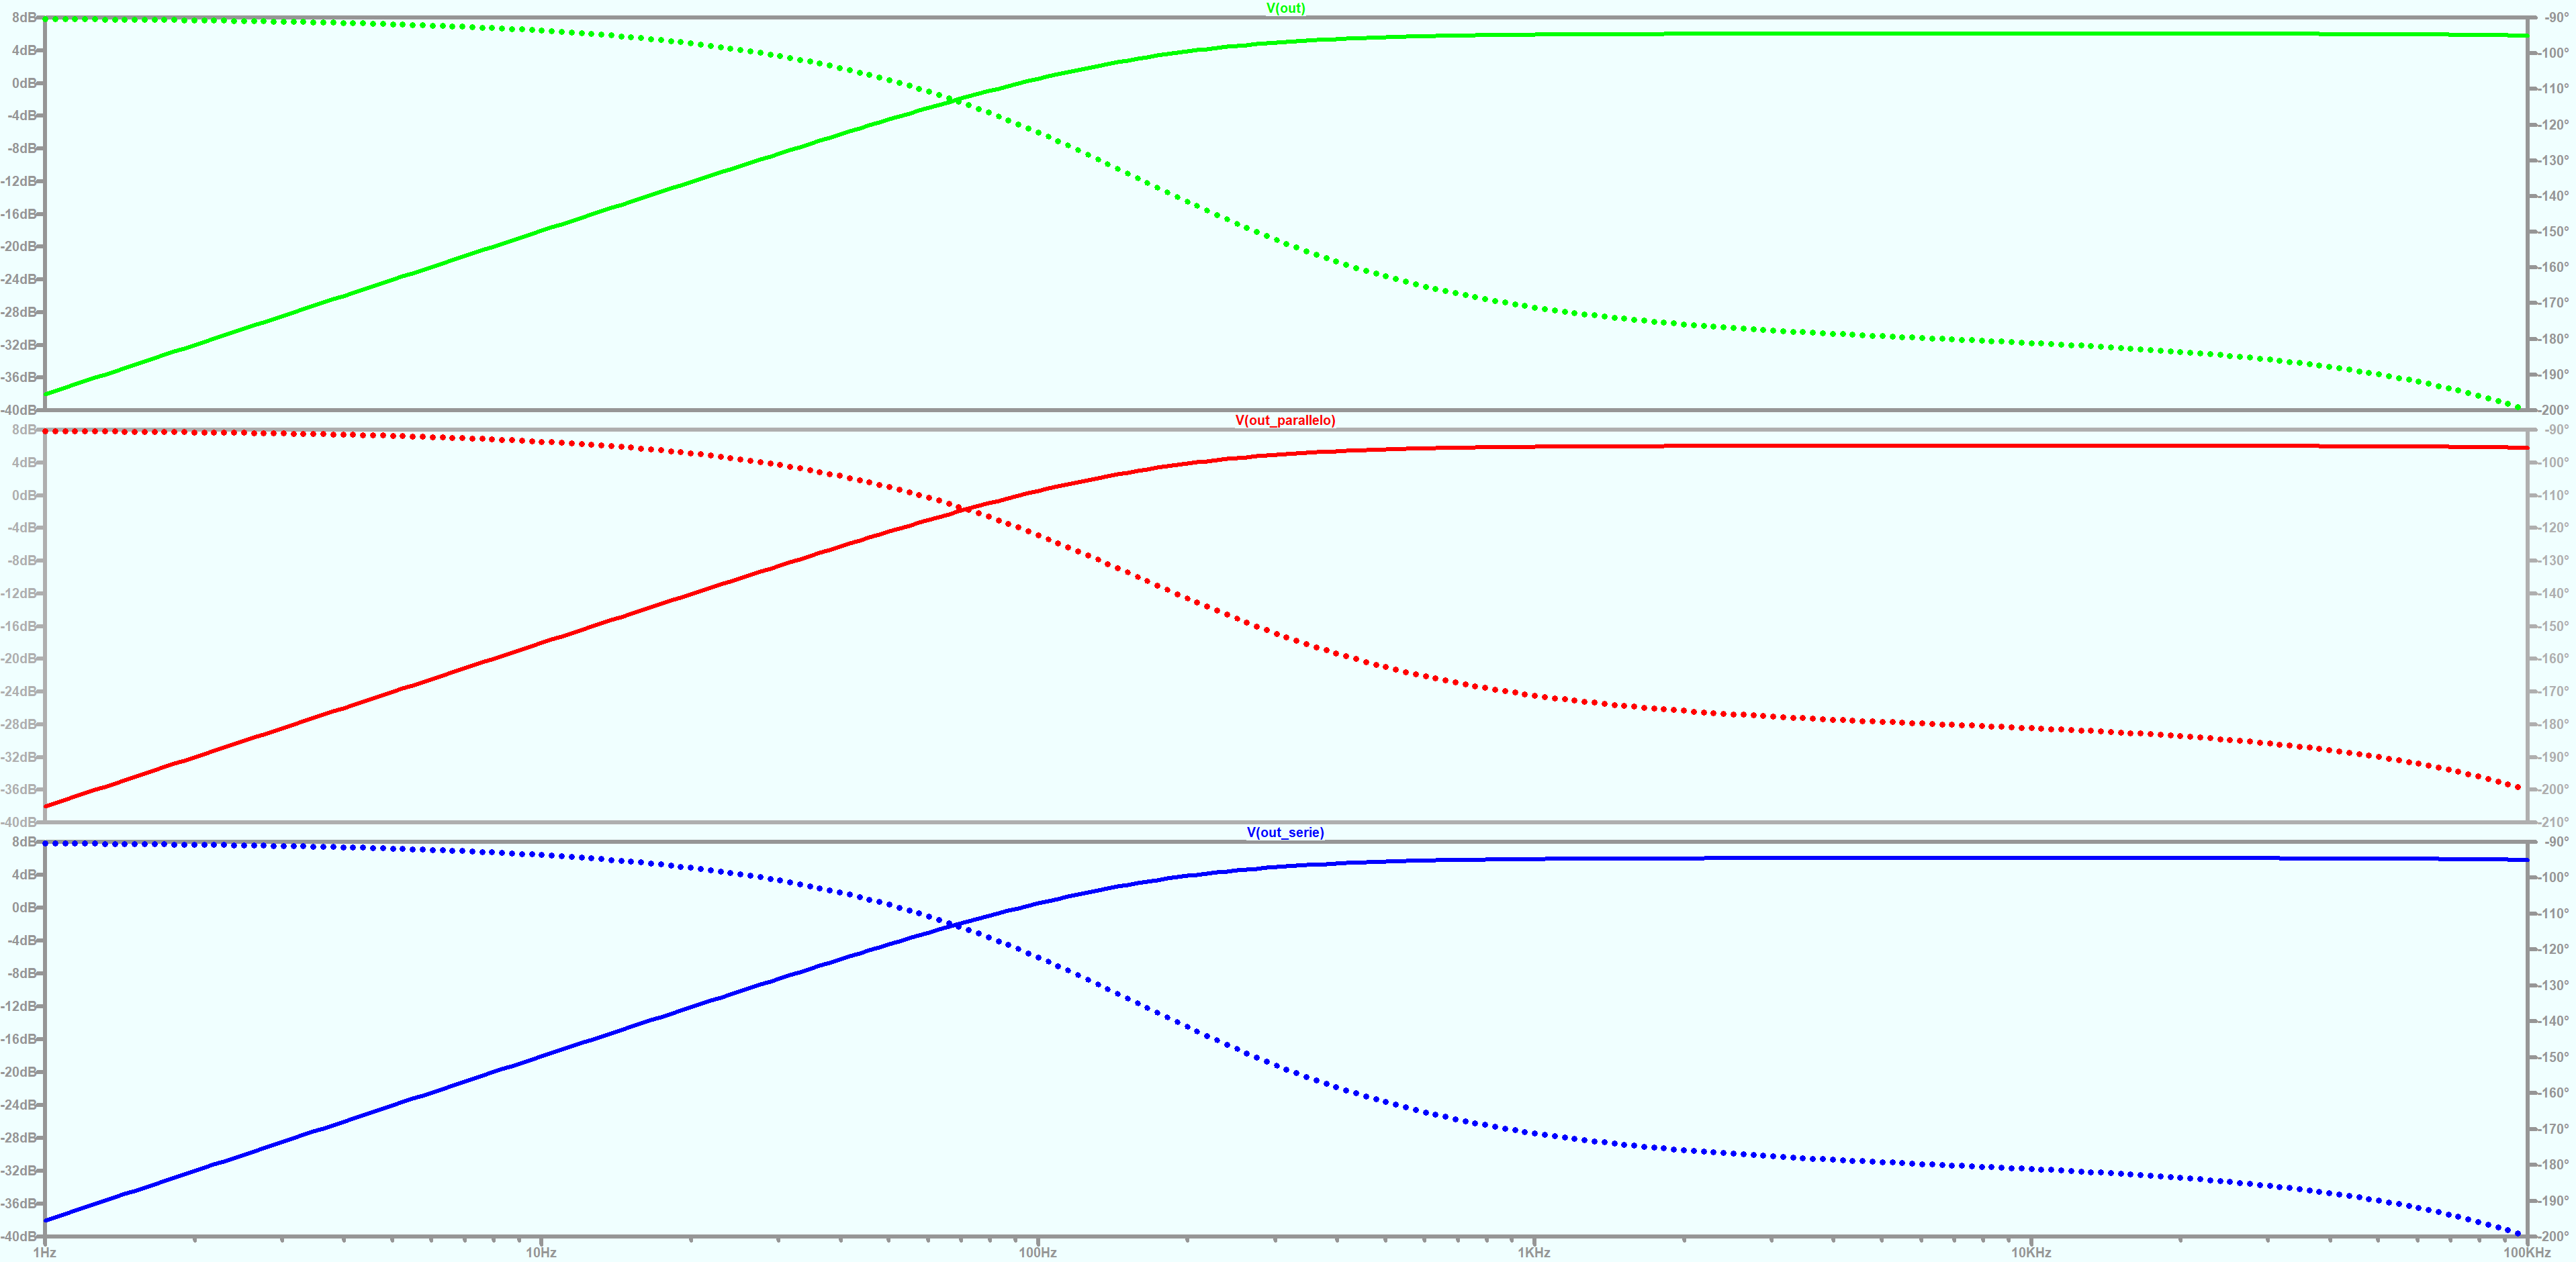 V(out)
8dB
4dB
0dB
-4dB
-8dB
-12dB
-16dB
-20dB
-24dB
-28dB
-32dB
-36dB
-40dB
-90°
-100°
-110°
-120°
-130°
-140°
-150°
-160°
-170°
-180°
-190°
-200°
V(out_parallelo)
8dB
4dB
0dB
-4dB
-8dB
-12dB
-16dB
-20dB
-24dB
-28dB
-32dB
-36dB
-40dB
-90°
-100°
-110°
-120°
-130°
-140°
-150°
-160°
-170°
-180°
-190°
-200°
-210°
V(out_serie)
8dB
4dB
0dB
-4dB
-8dB
-12dB
-16dB
-20dB
-24dB
-28dB
-32dB
-36dB
-40dB
-90°
-100°
-110°
-120°
-130°
-140°
-150°
-160°
-170°
-180°
-190°
-200°
1Hz 10Hz 100Hz 1KHz 10KHz 100KHz